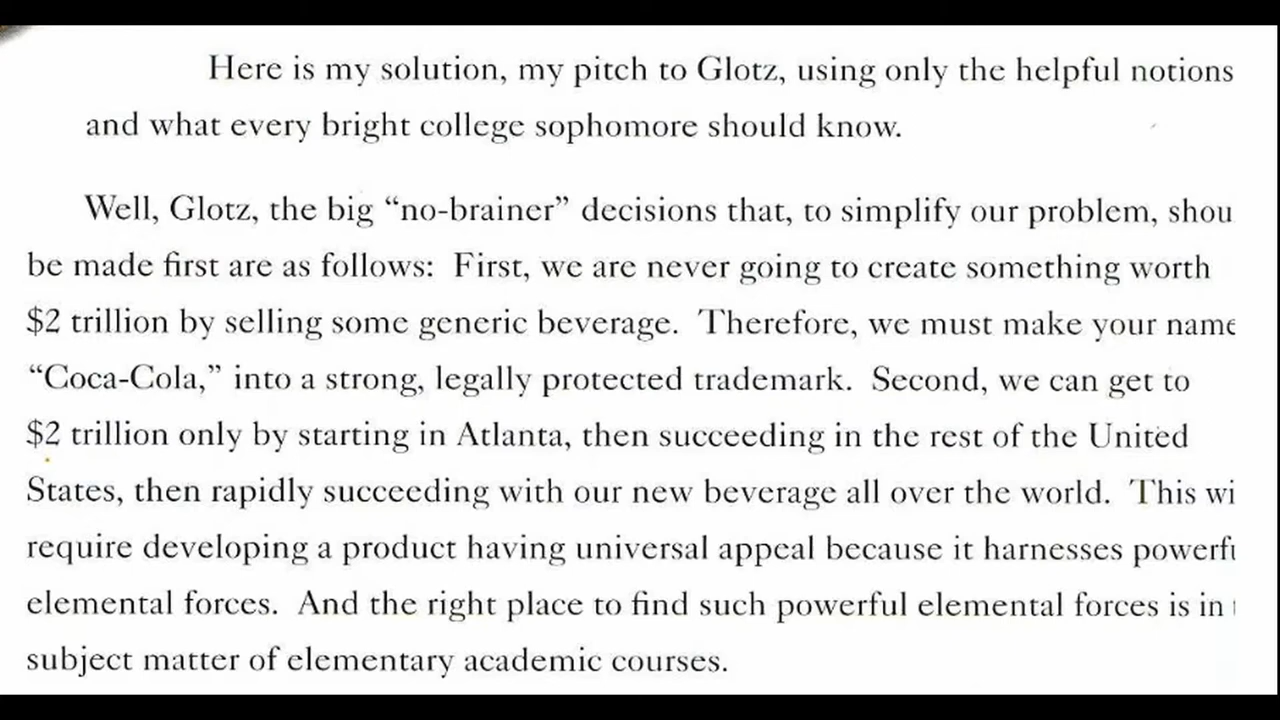 Here is my solution, my pitch to Glotz, using only the helpful notions
and what every bright college sophomore should know.
Well, Glotz, the big “no-brainer” decisions that, to simplify our problem, shou
be made first are as follows: First, we are never going to create something worth
$2 trillion by selling some generic beverage. Therefore, we must make your name
“Coca-Cola,” into a strong, legally protected trademark. Second, we can get to
$2 trillion only by starting in Atlanta, then succeeding in the rest of the United
States, then rapidly succeeding with our new beverage all over the world. This wi
require developing a product having universal appeal because it harnesses powerf
elemental forces. And the right place to find such powerful elemental forces is in
subject matter of elementary academic courses.